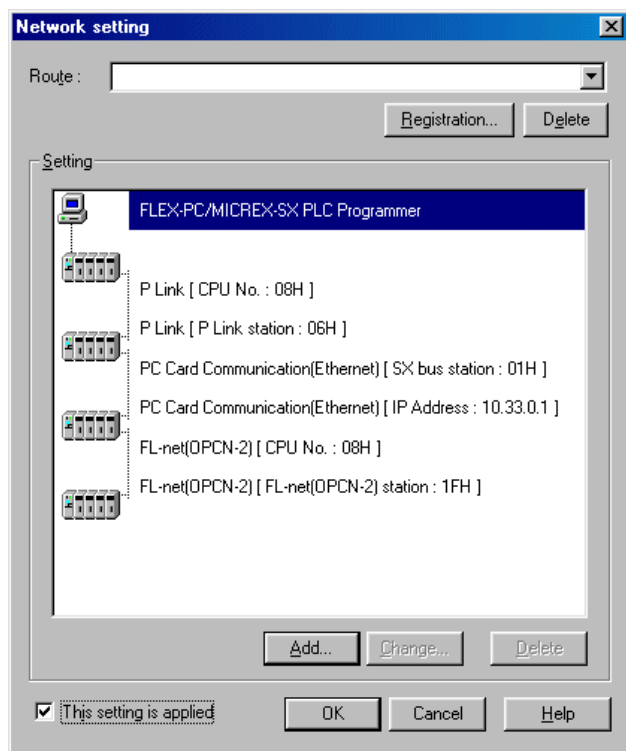 Network setting
Route :
Registration... Delete
Setting
FLEX-PC/MICREX-SX PLC Programmer
P Link [ CPU No. : 08H ]
P Link [ P Link station : 06H ]
PC Card Communication(Ethernet) [ SX bus station : 01H ]
PC Card Communication(Ethernet) [ IP Address : 10.33.0.1 ]
FL-net(OPCN-2) [ CPU No. : 08H ]
FL-net(OPCN-2) [ FL-net(OPCN-2) station : 1FH ]
Add... Change... Delete
This setting is applied OK Cancel Help